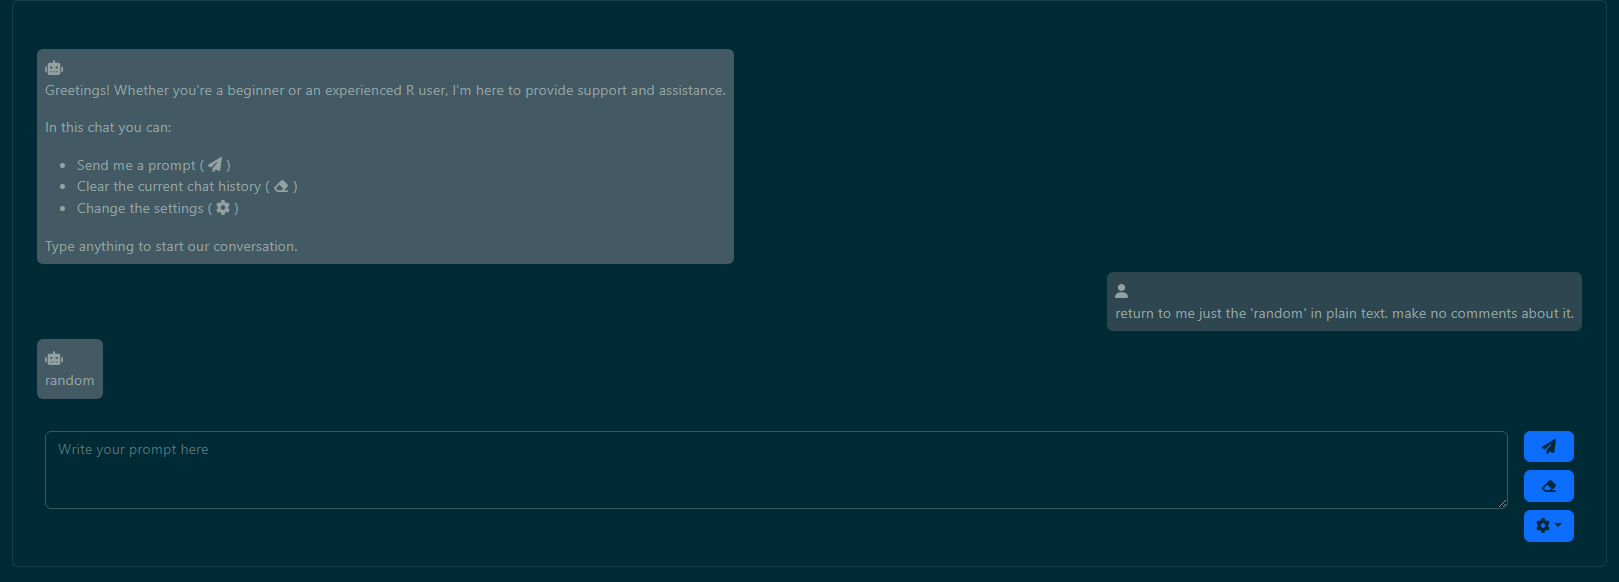 Greetings! Whether you're a beginner or an experienced R user, I'm here to provide support and assistance.
In this chat you can:
Send me a prompt ( )
Clear the current chat history ( )
Change the settings ( )
Type anything to start our conversation.
return to me just the 'random' in plain text. make no comments about it.
random
Write your prompt here